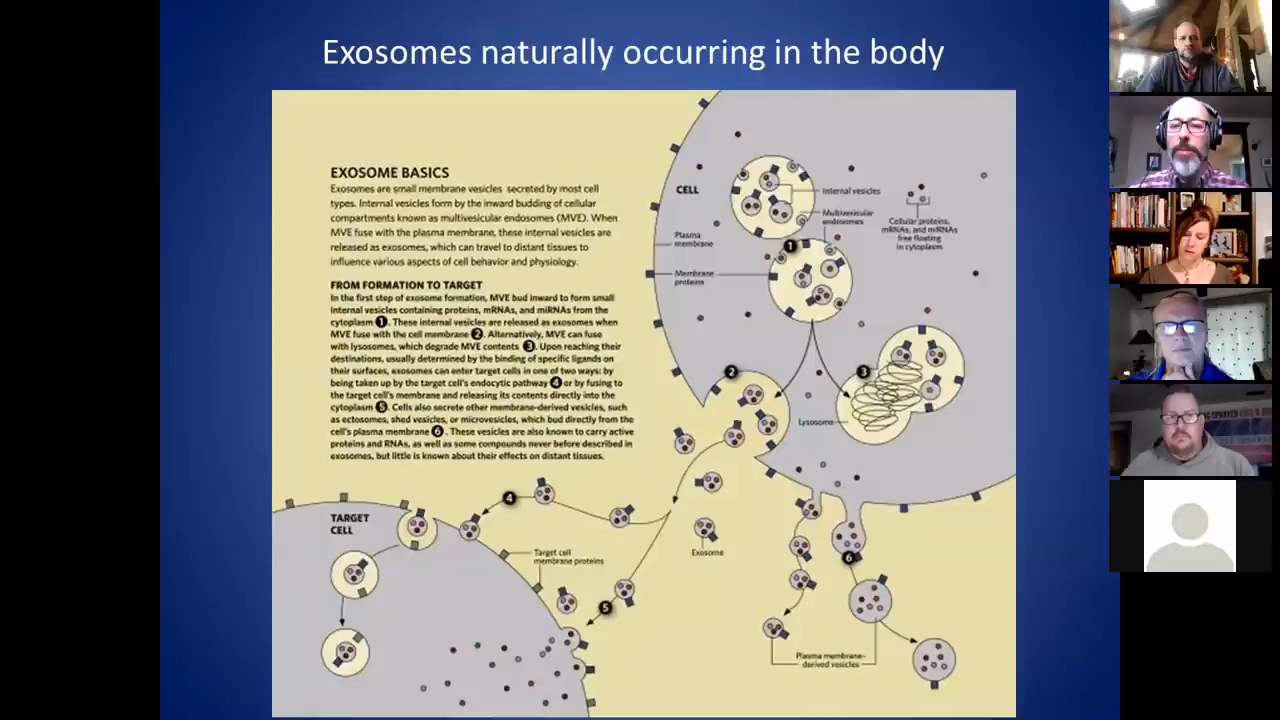 Exosomes naturally occurring in the body
EXOSOME BASICS
Exosomes are small membrane vesicles secreted by most cell
types. Internal vesicles form by the inward budding of cellular
compartments known as multivesicular endosomes (MVE). When
MVE fuse with the plasma membrane, these internal vesicles are
released as exosomes, which can travel to distant tissues to
influence various aspects of cell behavior and physiology.
FROM FORMATION TO TARGET
In the first step of exosome formation, MVE bud inward to form small
internal vesicles containing proteins, mRNAs, and miRNAs from the
cytoplasm 1. These internal vesicles are released as exosomes when
MVE fuse with the cell membrane 2. Alternatively, MVE can fuse
with lysosomes, which degrade MVE contents 3. Upon reaching their
destinations, usually determined by the binding of specific ligands on
their surfaces, exosomes can enter target cells in one of two ways: by
being taken up by the target cell's endocytic pathway 4 or by fusing to
the target cell's membrane and releasing its contents directly into the
cytoplasm 5. Cells also secrete other membrane-derived vesicles, such
as ectosomes, shed vesicles, or microvesicles, which bud directly from the
cell's plasma membrane 6. These vesicles are also known to carry active
proteins and RNAs, as well as some compounds never before described in
exosomes, but little is known about their effects on distant tissues.
CELL
Plasma
membrane
Membrane
proteins
Internal vesicles
Multivesicular
endosomes
Cellular proteins,
mRNAs, and miRNAs
free floating
in cytoplasm
1
2
3
Lysosome
4
TARGET
CELL
Target cell
membrane proteins
Exosome
5
6
Plasma membrane-
derived vesicles